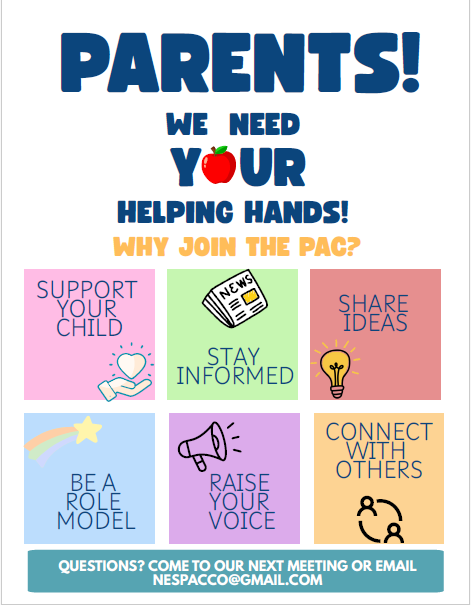 PARENTS!
WE NEED
YOUR
HELPING HANDS!
WHY JOIN THE PAC?
SUPPORT
YOUR
CHILD
NEWS
STAY
INFORMED
SHARE
IDEAS
BE A
ROLE
MODEL
RAISE
YOUR
VOICE
CONNECT
WITH
OTHERS
QUESTIONS? COME TO OUR NEXT MEETING OR EMAIL
NESPACCO@GMAIL.COM